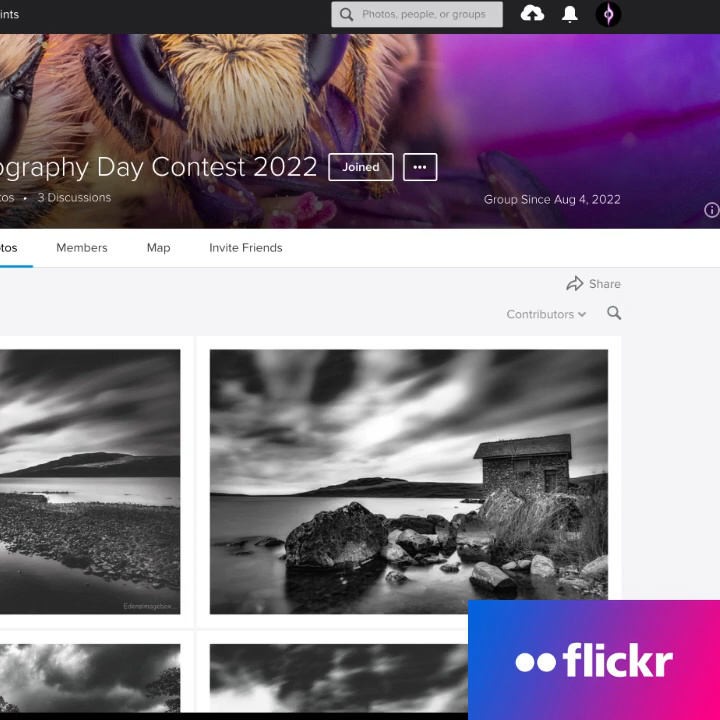 ints
Photos, people, or groups
ography Day Contest 2022
Joined
tos • 3 Discussions
Group Since Aug 4, 2022
tos
Members
Map
Invite Friends
Share
Contributors
Edensimagebox...
flickr